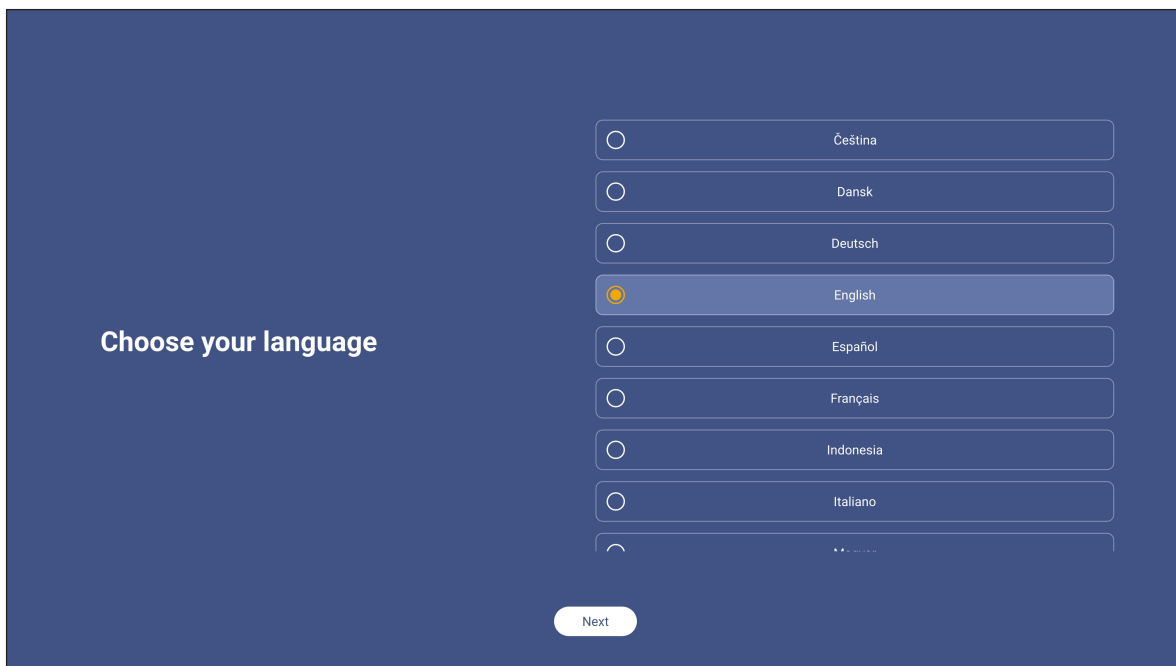 Choose your language
Čeština
Dansk
Deutsch
English
Español
Français
Indonesia
Italiano
Next